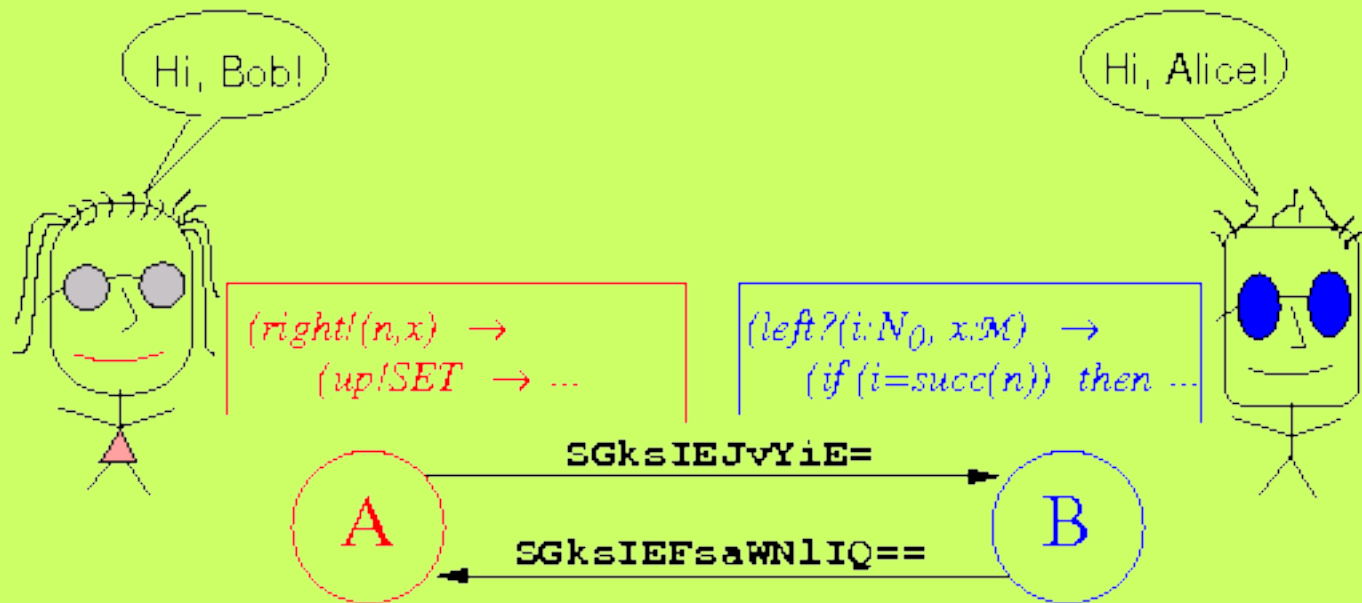 Hi, Bob!
Hi, Alice!
(right!(n,x) →
(up!SET → ...
(left?(i:N₀, x:M) →
(if (i=succ(n)) then ...
SGksIEJvYiE=
A
B
SGksIEFsaWNlIQ==